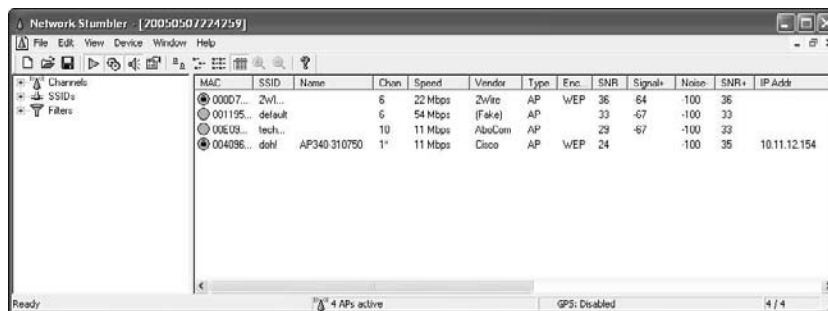 Network Stumbler - [20050507224259]
File Edit View Device Window Help
Channels
SSIDs
Filters
MAC SSID Name Chan Speed Vendor Type Enc... SNR Signal+ Noise- SNR+ IP Addr
000D7... 2WI... 6 22 Mbps 2Wire AP WEP 36 -64 -100 36
001195... default 6 54 Mbps (Fake) AP 33 -67 -100 33
00E09... tech... 10 11 Mbps AboCom AP 29 -67 -100 33
004096... doh! AP340-310750 1* 11 Mbps Cisco AP WEP 24 -100 35 10.11.12.154
Ready 4 APs active GPS: Disabled 4 / 4